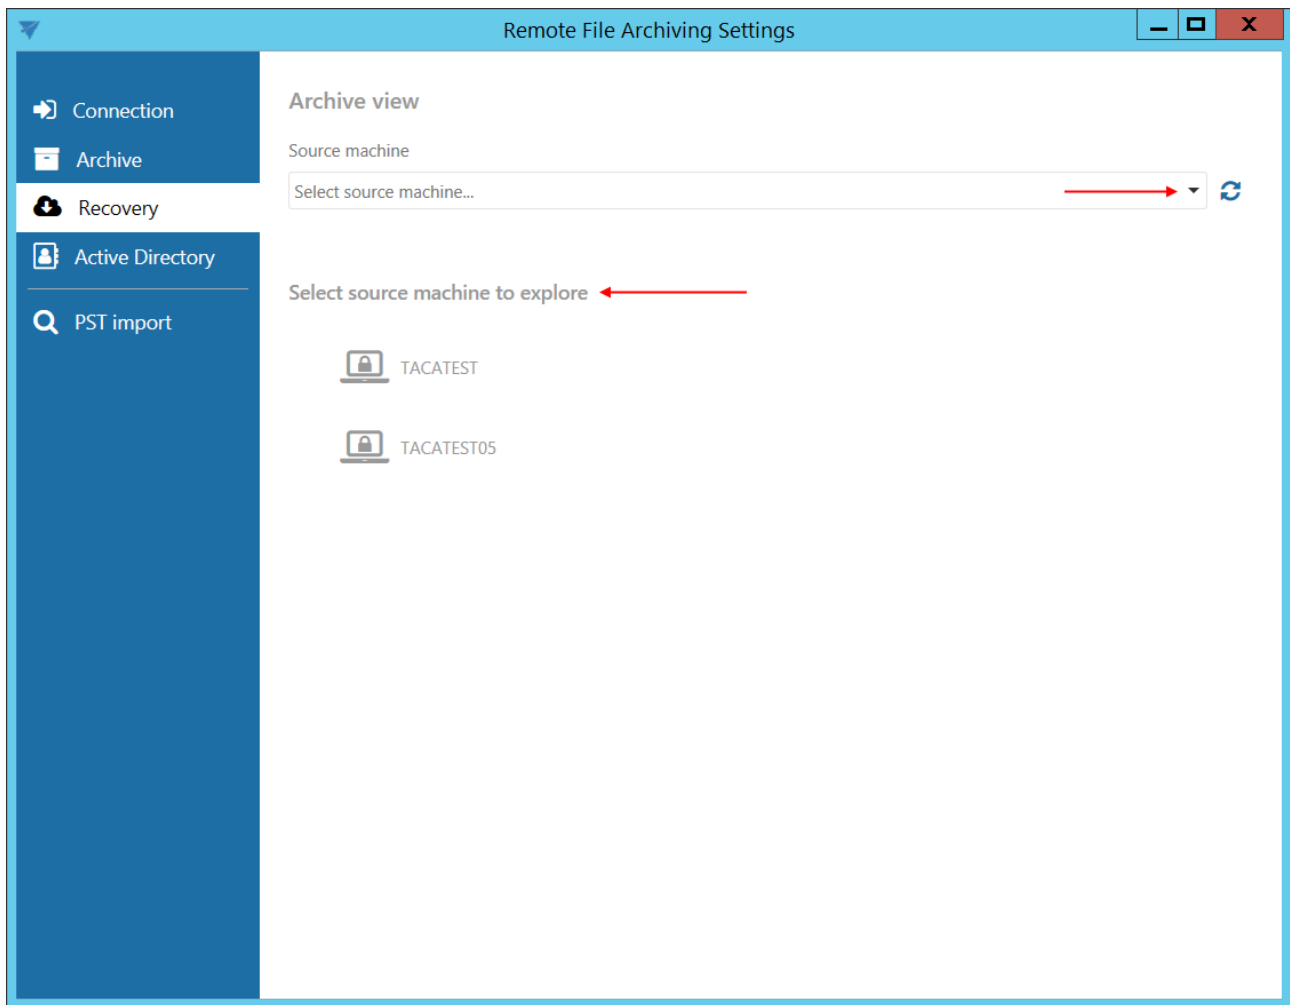 Remote File Archiving Settings
Connection
Archive
Recovery
Active Directory
PST import
Archive view
Source machine
Select source machine...
Select source machine to explore
TACATEST
TACATEST05